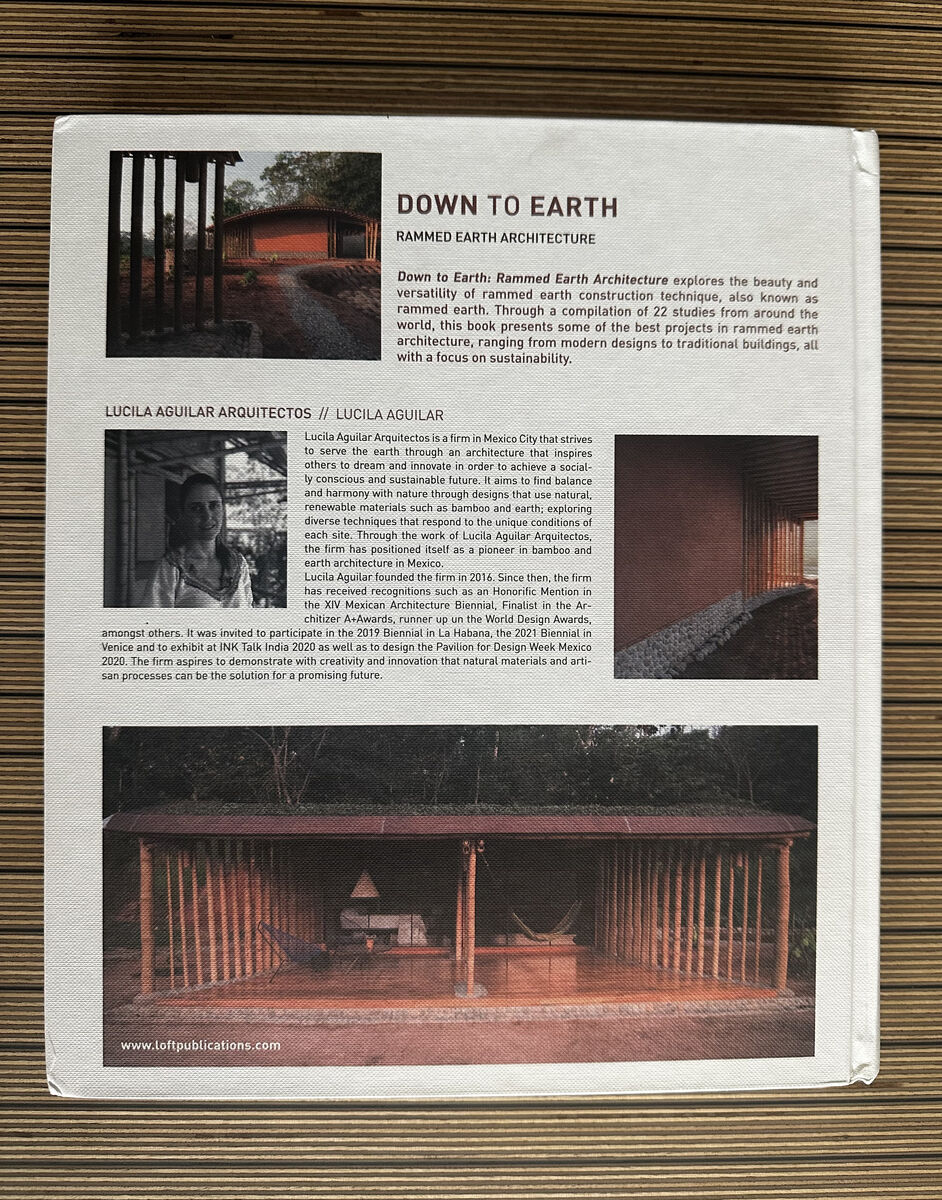 DOWN TO EARTH
RAMMED EARTH ARCHITECTURE
Down to Earth: Rammed Earth Architecture explores the beauty and
versatility of rammed earth construction technique, also known as
rammed earth. Through a compilation of 22 studies from around the
world, this book presents some of the best projects in rammed earth
architecture, ranging from modern designs to traditional buildings, all
with a focus on sustainability.
LUCILA AGUILAR ARQUITECTOS // LUCILA AGUILAR
Lucila Aguilar Arquitectos is a firm in Mexico City that strives
to serve the earth through an architecture that inspires
others to dream and innovate in order to achieve a social-
ly conscious and sustainable future. It aims to find balance
and harmony with nature through designs that use natural,
renewable materials such as bamboo and earth; exploring
diverse techniques that respond to the unique conditions of
each site. Through the work of Lucila Aguilar Arquitectos,
the firm has positioned itself as a pioneer in bamboo and
earth architecture in Mexico.
Lucila Aguilar founded the firm in 2016. Since then, the firm
has received recognitions such as an Honorific Mention in
the XIV Mexican Architecture Biennial, Finalist in the Ar-
chitizer A+Awards, runner up un the World Design Awards,
amongst others. It was invited to participate in the 2019 Biennial in La Habana, the 2021 Biennial in
Venice and to exhibit at INK Talk India 2020 as well as to design the Pavilion for Design Week Mexico
2020. The firm aspires to demonstrate with creativity and innovation that natural materials and arti-
san processes can be the solution for a promising future.
www.loftpublications.com